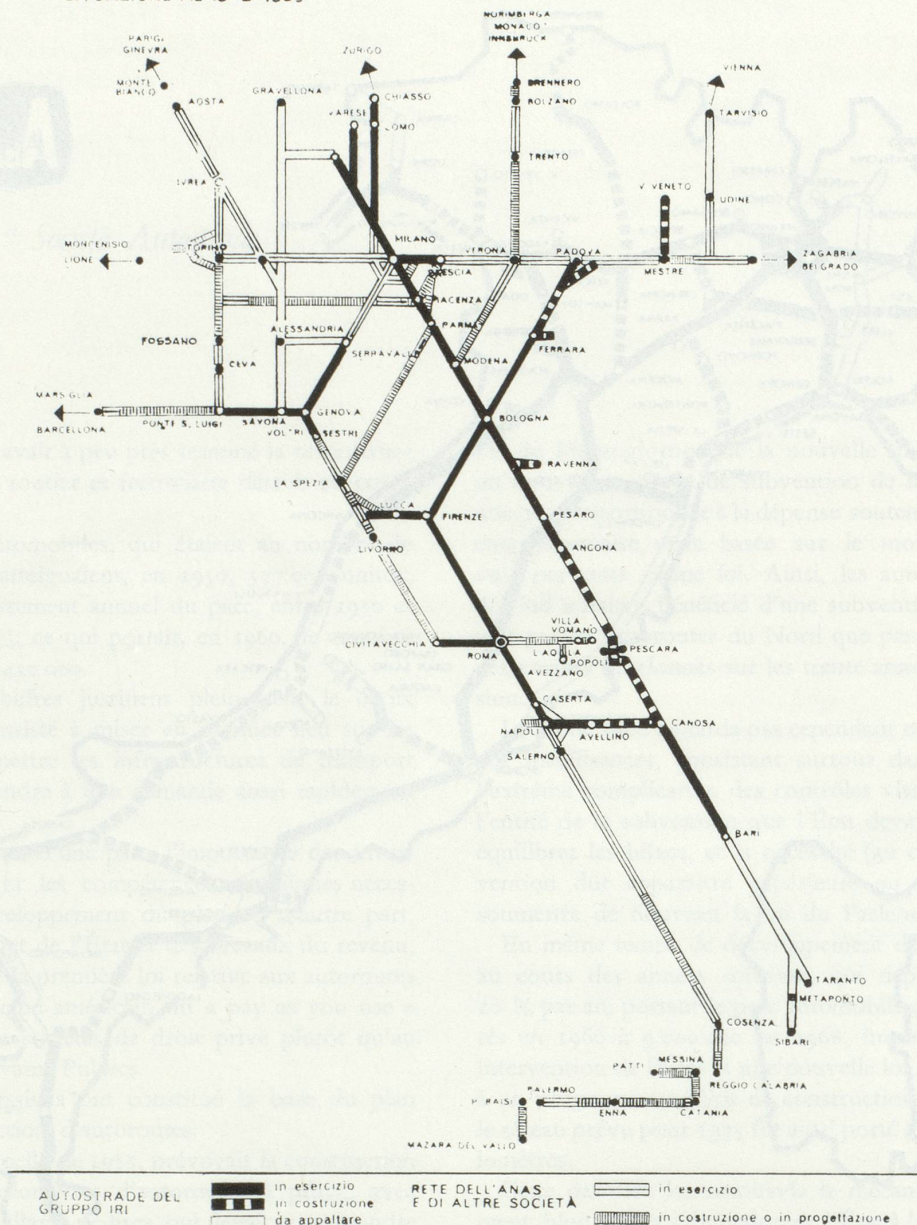 PARIGI
GINEVRA
MONTE
BIANCO
AOSTA
GRAVELLONA
ZURIGO
CHIASSO
VARESE
COMO
NORIMBERGA
MONACO
INNSBRUCK
BRENNERO
BOLZANO
TRENTO
VIENNA
TARVISIO
UDINE
V. VENETO
IVREA
MONCENISIO
LIONE
TORINO
MILANO
BRESCIA
VERONA
PADOVA
MESTRE
ZAGABRIA
BELGRADO
PIACENZA
PARMA
ALESSANDRIA
SERRAVALLE
FOSSANO
CEVA
MODENA
FERRARA
MARSIGLIA
BARCELLONA
PONTE S. LUIGI
SAVONA
VOLTRI
GENOVA
SESTRI
BOLOGNA
LA SPEZIA
RAVENNA
LUCCA
FIRENZE
PESARO
LIVORNO
ANCONA
CIVITAVECCHIA
ROMA
VILLA
VOMANO
L'AQUILA
POPOLI
PESCARA
AVEZZANO
CASERTA
NAPOLI
AVELLINO
CANOSA
SALERNO
BARI
TARANTO
METAPONTO
SIBARI
COSENZA
MESSINA
PATTI
REGGIO CALABRIA
PALERMO
P. RAISI
ENNA
CATANIA
MAZARA DEL VALLO
AUTOSTRADE DEL
GRUPPO IRI
in esercizio
in costruzione
da appaltare
RETE DELL'ANAS
E DI ALTRE SOCIETÀ
in esercizio
in costruzione o in progettazione